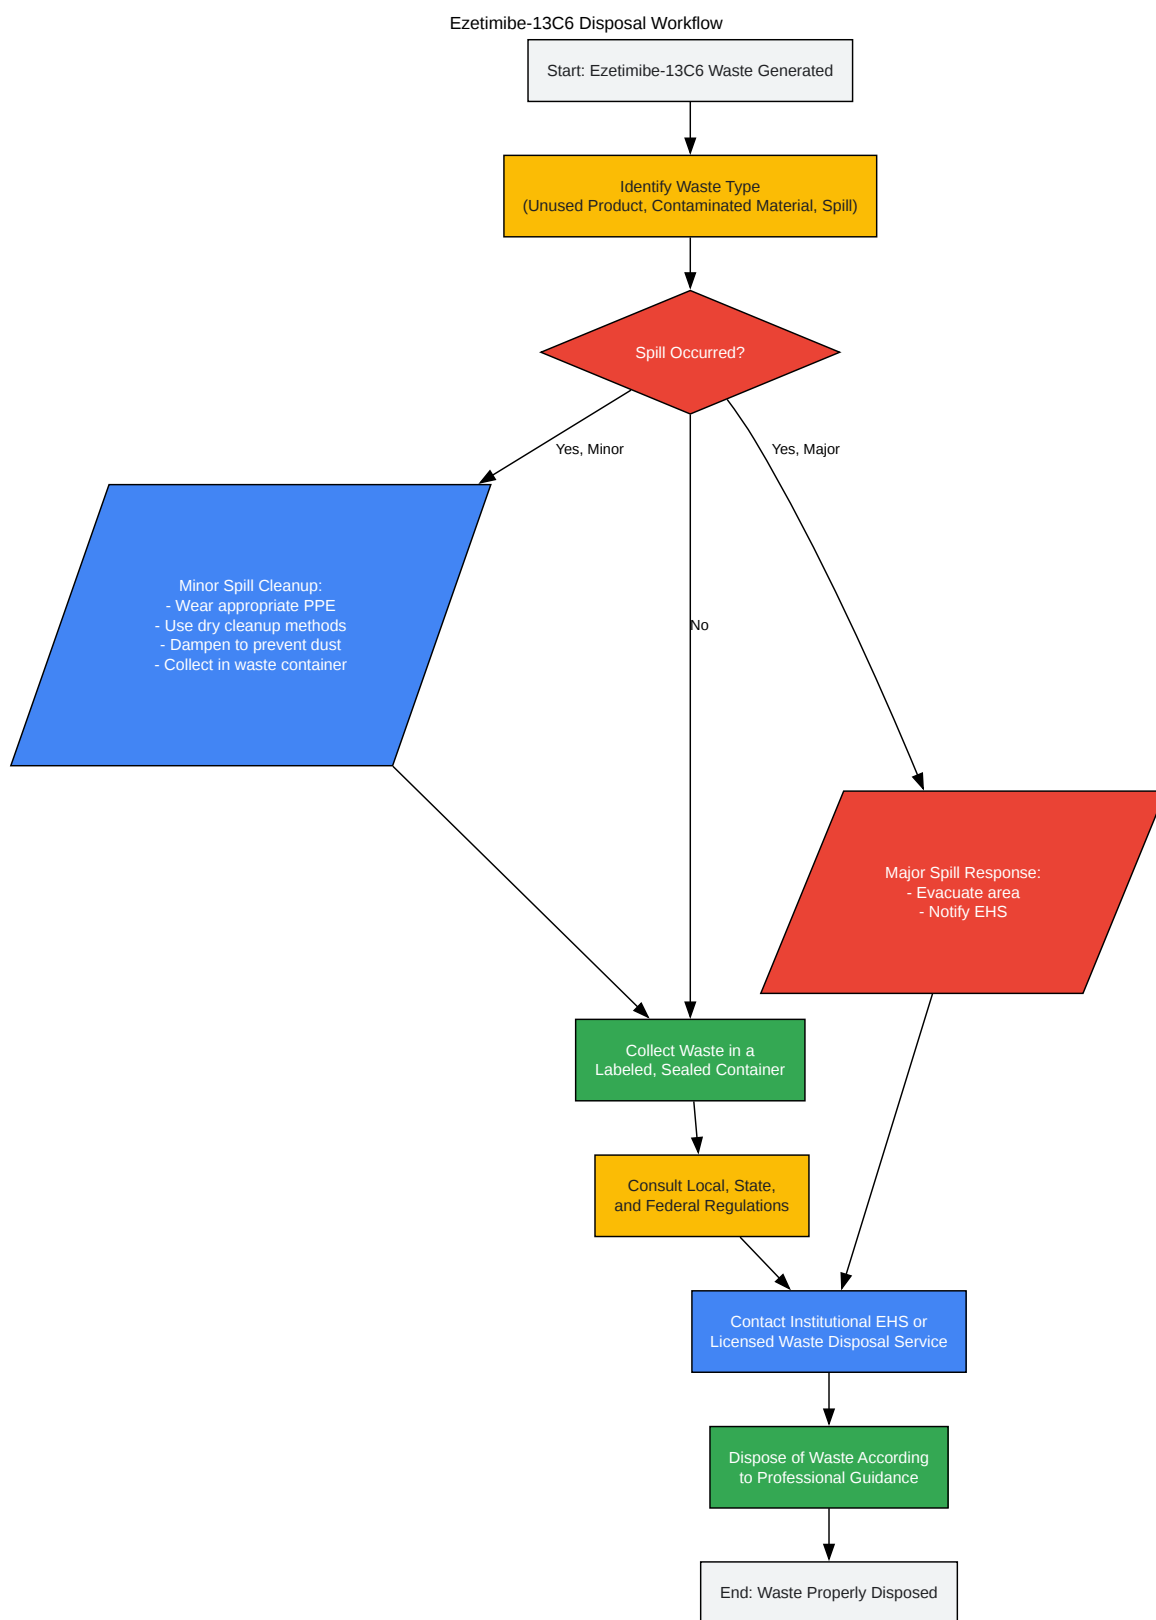 Ezetimibe-13C6 Disposal Workflow
Start: Ezetimibe-13C6 Waste Generated
Identify Waste Type
(Unused Product, Contaminated Material, Spill)
Spill Occurred?
Yes, Minor
Yes, Major
Minor Spill Cleanup:
- Wear appropriate PPE
- Use dry cleanup methods
- Dampen to prevent dust
- Collect in waste container
No
Major Spill Response:
- Evacuate area
- Notify EHS
Collect Waste in a
Labeled, Sealed Container
Consult Local, State,
and Federal Regulations
Contact Institutional EHS or
Licensed Waste Disposal Service
Dispose of Waste According
to Professional Guidance
End: Waste Properly Disposed